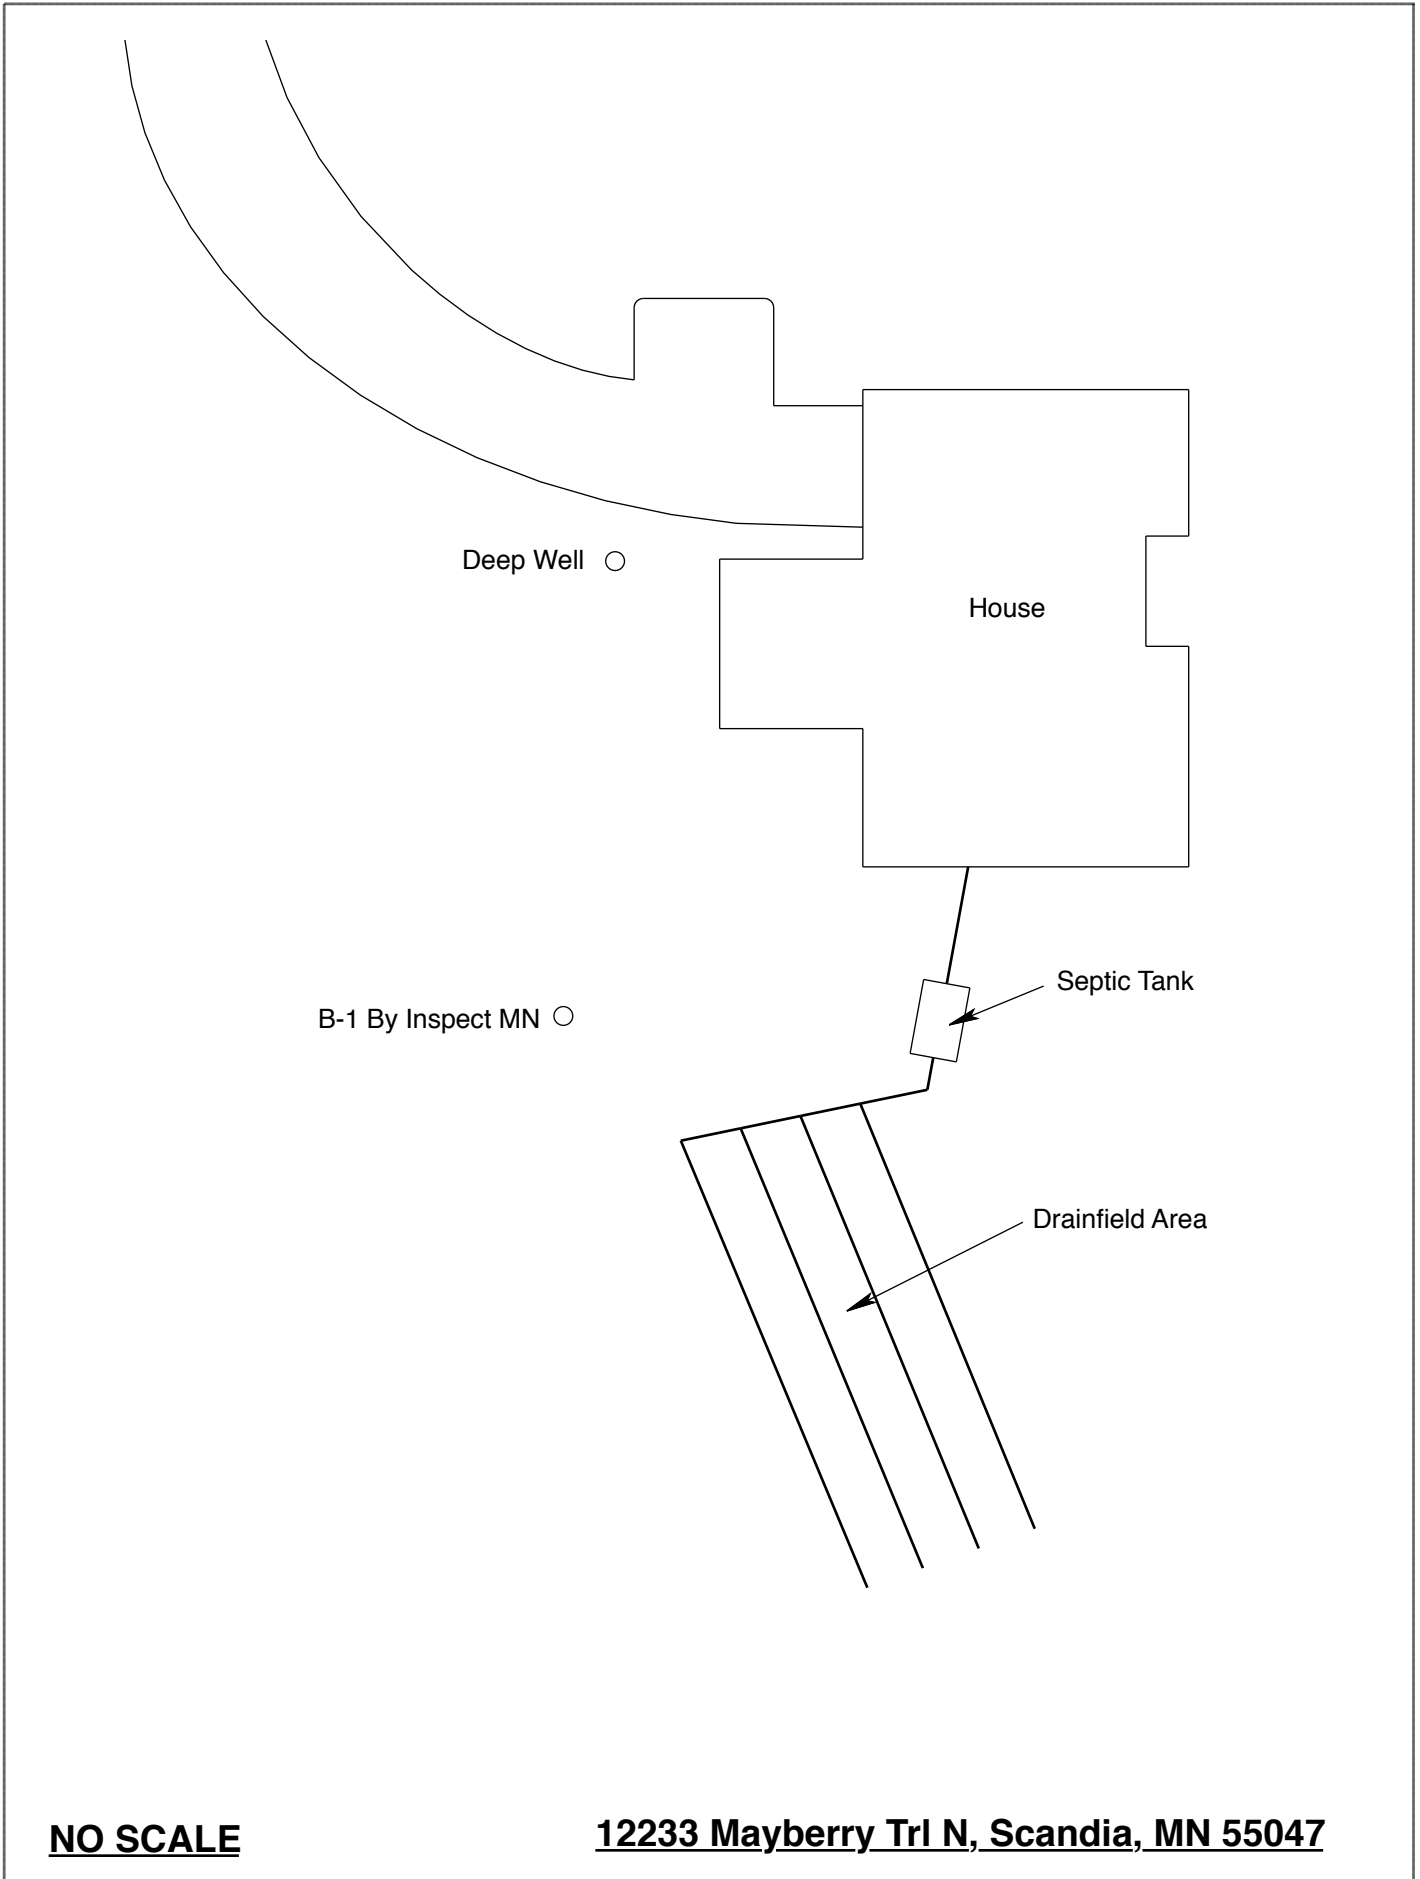 Deep Well
House
Septic Tank
B-1 By Inspect MN
Drainfield Area
NO SCALE
12233 Mayberry Trl N, Scandia, MN 55047